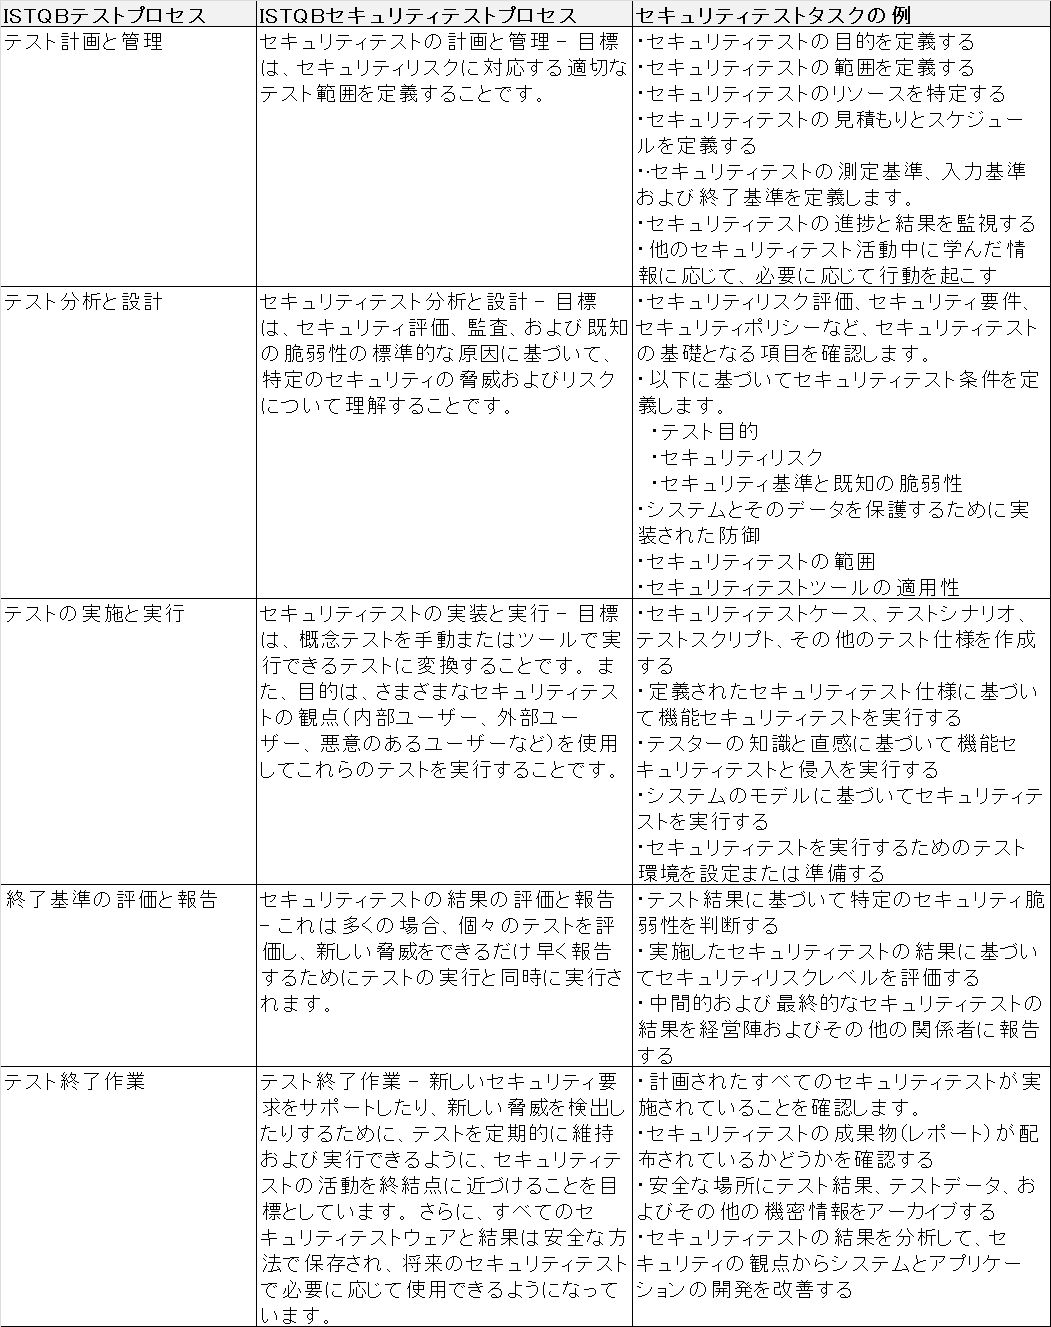 ISTQBテストプロセス
ISTQBセキュリティテストプロセス
セキュリティテストタスクの例
テスト計画と管理
セキュリティテストの計画と管理 − 目標
は、セキュリティリスクに対応する適切な
テスト範囲を定義することです。
・セキュリティテストの目的を定義する
・セキュリティテストの範囲を定義する
・セキュリティテストのリソースを特定する
・セキュリティテストの見積もりとスケジュー
ルを定義する
・・セキュリティテストの測定基準、入力基準
および終了基準を定義します。
・セキュリティテストの進捗と結果を監視する
・他のセキュリティテスト活動中に学んだ情
報に応じて、必要に応じて行動を起こす
テスト分析と設計
セキュリティテスト分析と設計 − 目標
は、セキュリティ評価、監査、および既知
の脆弱性の標準的な原因に基づいて、
特定のセキュリティの脅威およびリスク
について理解することです。
・セキュリティリスク評価、セキュリティ要件、
セキュリティポリシーなど、セキュリティテスト
の基礎となる項目を確認します。
・以下に基づいてセキュリティテスト条件を定
義します。
・テスト目的
・セキュリティリスク
・セキュリティ基準と既知の脆弱性
・システムとそのデータを保護するために実
装された防御
・セキュリティテストの範囲
・セキュリティテストツールの適用性
テストの実施と実行
セキュリティテストの実装と実行 − 目標
は、概念テストを手動またはツールで実
行できるテストに変換することです。また、
た、目的は、さまざまなセキュリティテス
トの観点(内部ユーザー、外部ユー
ザー、悪意のあるユーザーなど)を使用
してこれらのテストを実行することです。
・セキュリティテストケース、テストシナリオ、
テストスクリプト、その他のテスト仕様を作成
する
・定義されたセキュリティテスト仕様に基づい
て機能セキュリティテストを実行する
・テスターの知識と直感に基づいて機能セ
キュリティテストと侵入を実行する
・システムのモデルに基づいてセキュリティテ
ストを実行する
・セキュリティテストを実行するためのテスト
環境を設定または準備する
終了基準の評価と報告
セキュリティテストの結果の評価と報告
− これは多くの場合、個々のテストを評
価し、新しい脅威をできるだけ早く報告
するためにテストの実行と同時に実行さ
れます。
・テスト結果に基づいて特定のセキュリティ脆
弱性を判断する
・実施したセキュリティテストの結果に基づい
てセキュリティリスクレベルを評価する
・中間的および最終的なセキュリティテストの
結果を経営陣およびその他の関係者に報告
する
テスト終了作業
テスト終了作業 − 新しいセキュリティ要
求をサポートしたり、新しい脅威を検出し
たりするために、テストを定期的に維持
および実行できるように、セキュリティテ
ストの活動を終結点に近づけることを目
標としています。さらに、すべてのセ
キュリティテストウェアと結果は安全な方
法で保存され、将来のセキュリティテスト
で必要に応じて使用できるようになって
います。
・計画されたすべてのセキュリティテストが実
施されていることを確認します。
・セキュリティテストの成果物(レポート)が配
布されているかどうかを確認する
・安全な場所にテスト結果、テストデータ、お
よびその他の機密情報をアーカイブする
・セキュリティテストの結果を分析して、セ
キュリティの観点からシステムとアプリケー
ションの開発を改善する